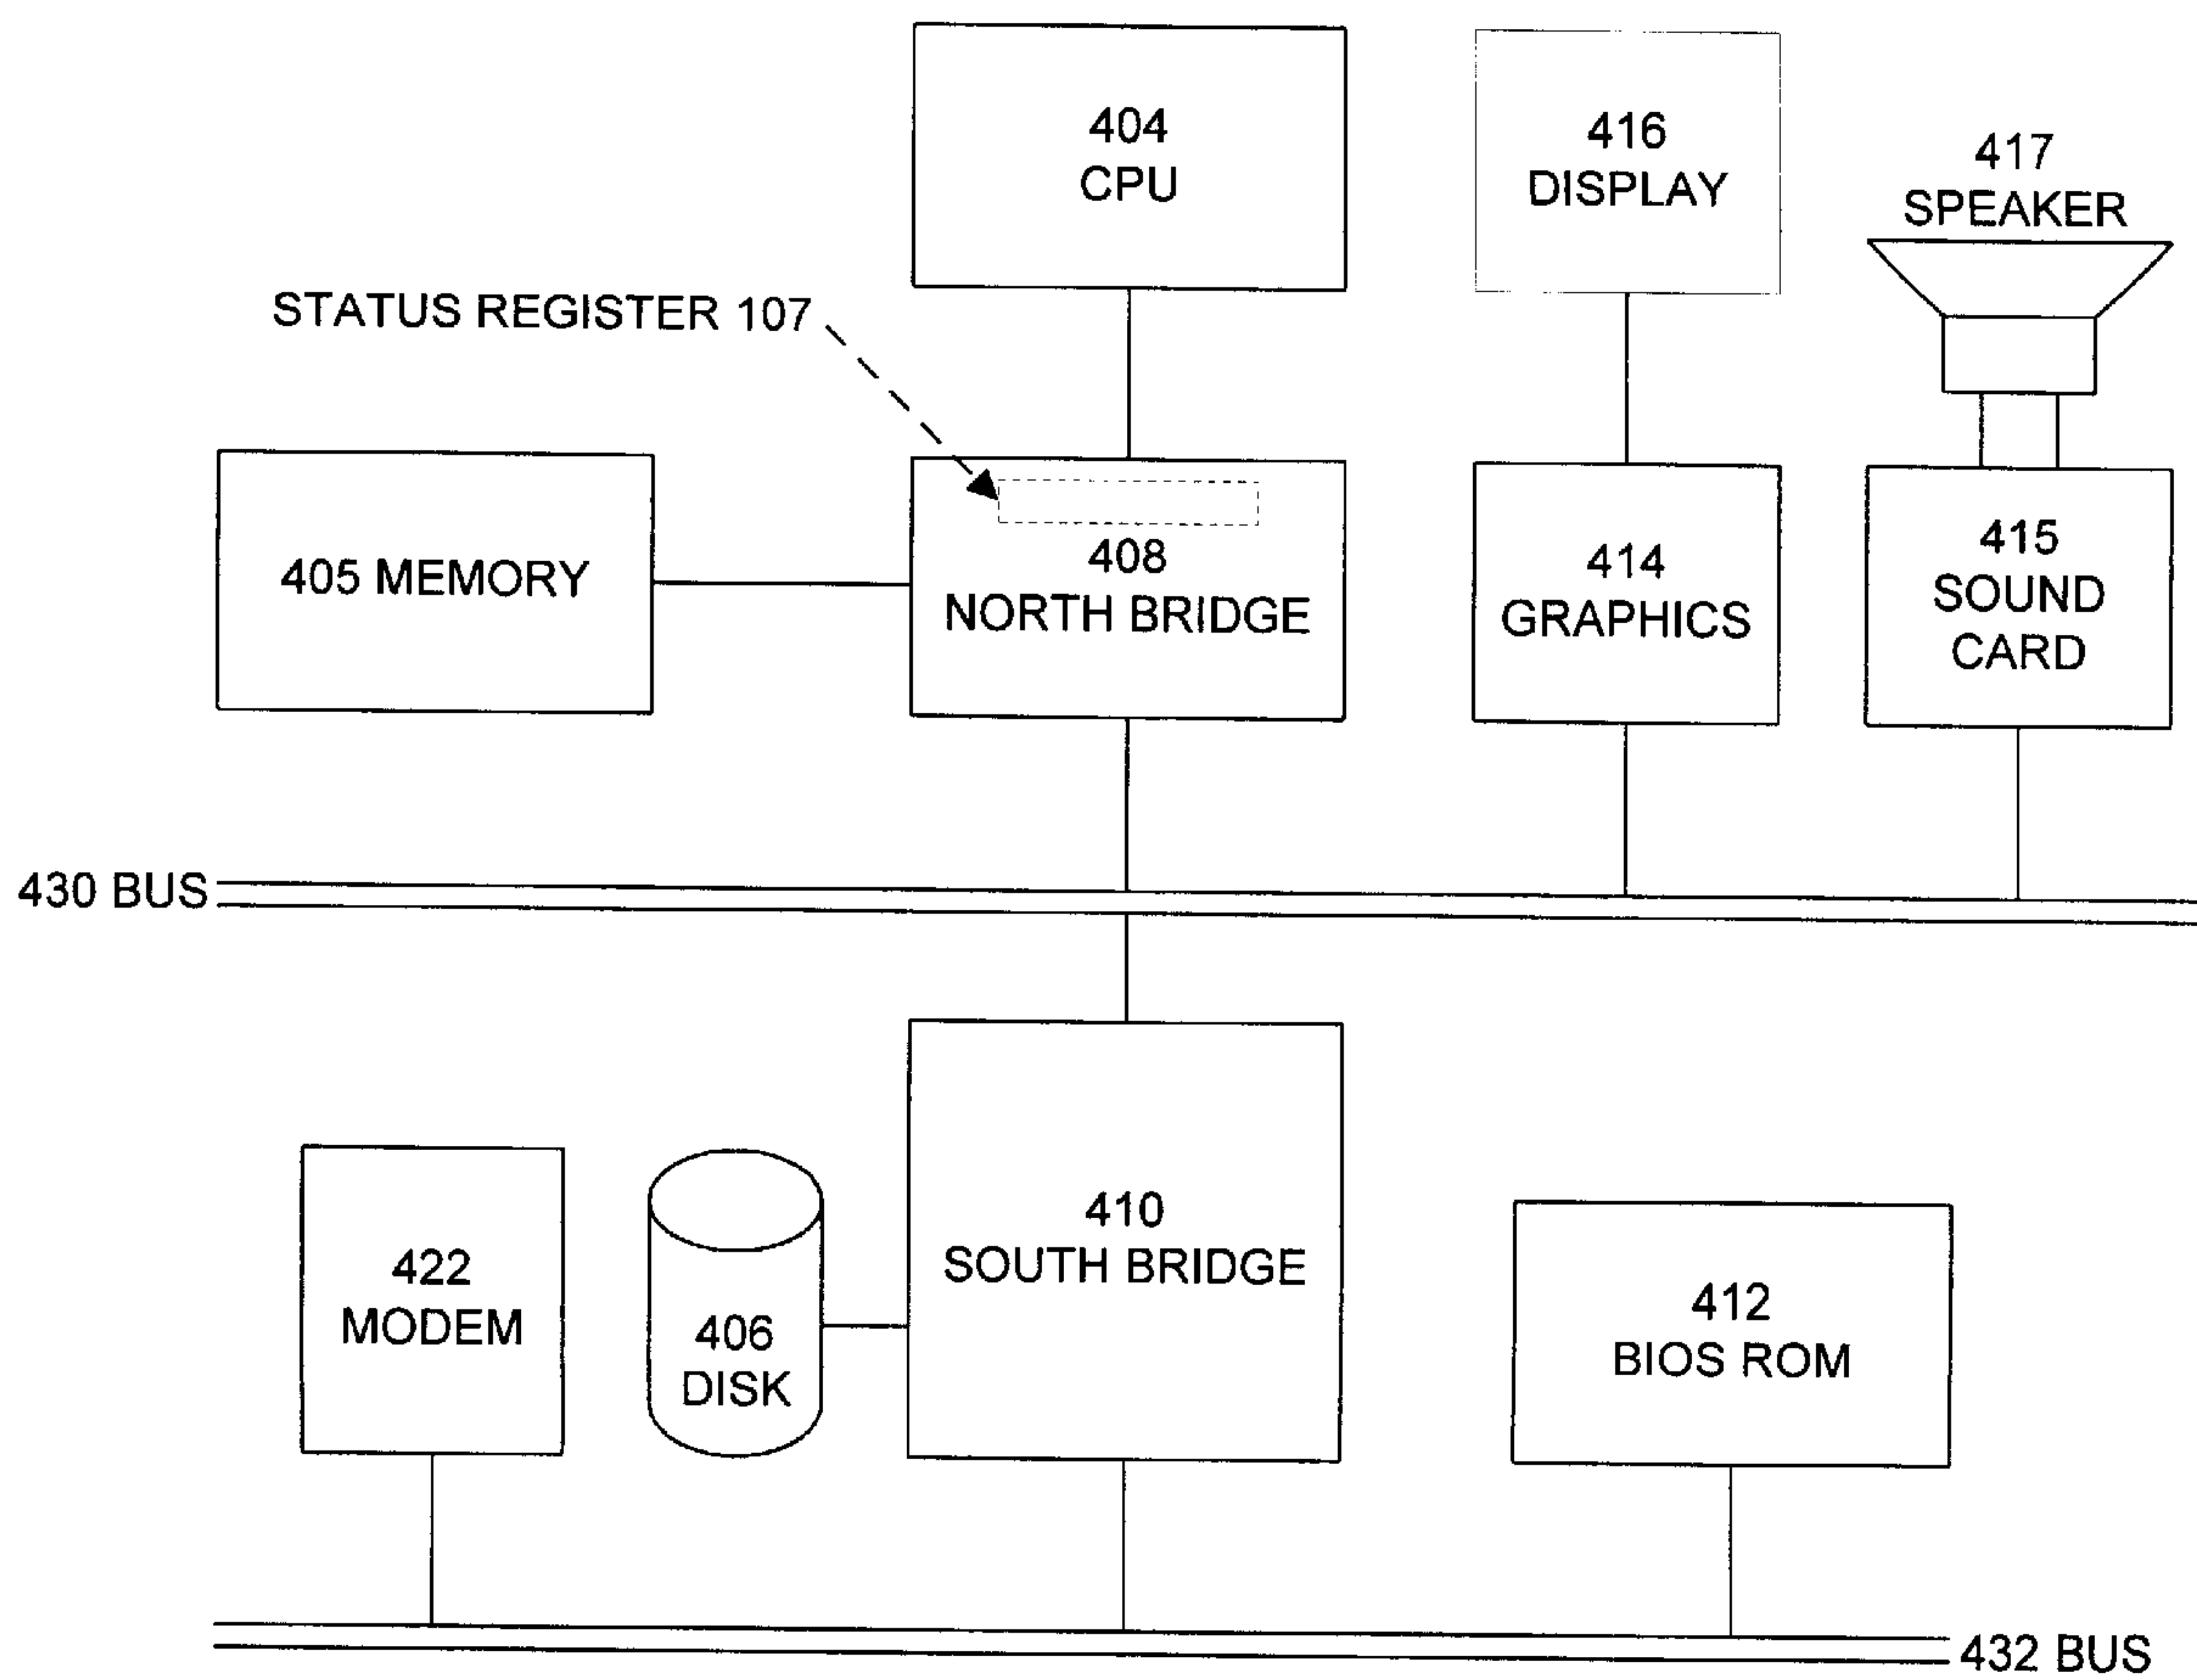 404
CPU
416
DISPLAY
417
SPEAKER
STATUS REGISTER 107
405 MEMORY
408
NORTH BRIDGE
414
GRAPHICS
415
SOUND
CARD
430 BUS
422
MODEM
406
DISK
410
SOUTH BRIDGE
412
BIOS ROM
432 BUS